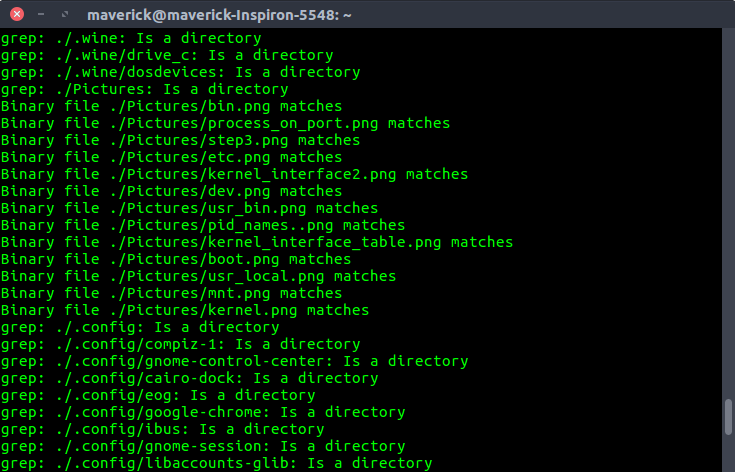 maverick@maverick-Inspiron-5548: ~
grep: ./.wine: Is a directory
grep: ./.wine/drive_c: Is a directory
grep: ./.wine/dosdevices: Is a directory
grep: ./Pictures: Is a directory
Binary file ./Pictures/bin.png matches
Binary file ./Pictures/process_on_port.png matches
Binary file ./Pictures/step3.png matches
Binary file ./Pictures/etc.png matches
Binary file ./Pictures/kernel_interface2.png matches
Binary file ./Pictures/dev.png matches
Binary file ./Pictures/usr_bin.png matches
Binary file ./Pictures/pid_names..png matches
Binary file ./Pictures/kernel_interface_table.png matches
Binary file ./Pictures/boot.png matches
Binary file ./Pictures/usr_local.png matches
Binary file ./Pictures/mnt.png matches
Binary file ./Pictures/kernel.png matches
grep: ./.config: Is a directory
grep: ./.config/compiz-1: Is a directory
grep: ./.config/gnome-control-center: Is a directory
grep: ./.config/cairo-dock: Is a directory
grep: ./.config/eog: Is a directory
grep: ./.config/google-chrome: Is a directory
grep: ./.config/ibus: Is a directory
grep: ./.config/gnome-session: Is a directory
grep: ./.config/libaccounts-glib: Is a directory